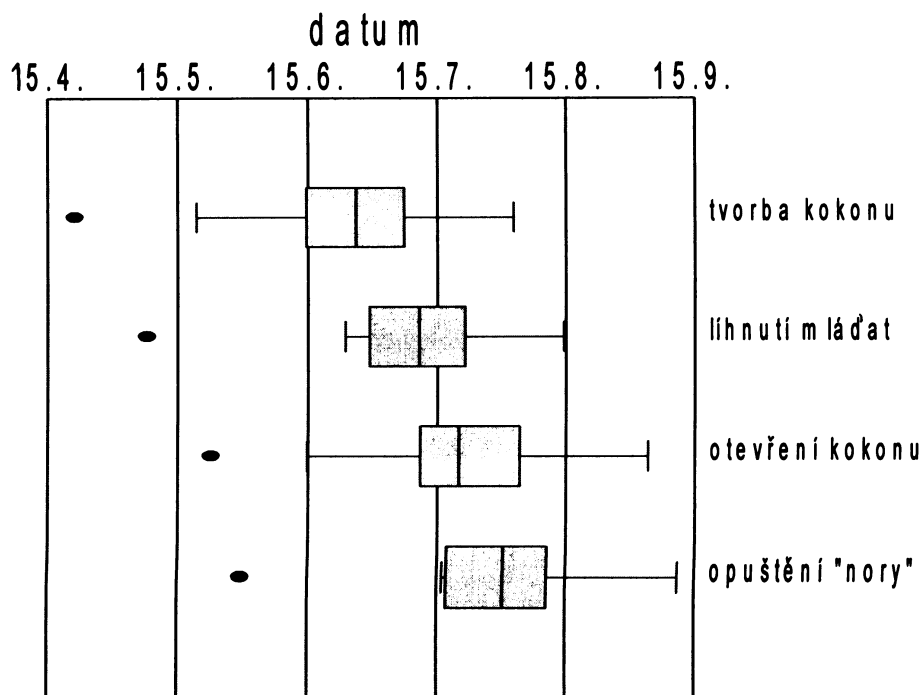 datum
15.4. 15.5. 15.6. 15.7. 15.8. 15.9.
tvorba kokonu
líhnutí mláďat
otevření kokonu
opuštění "nory"